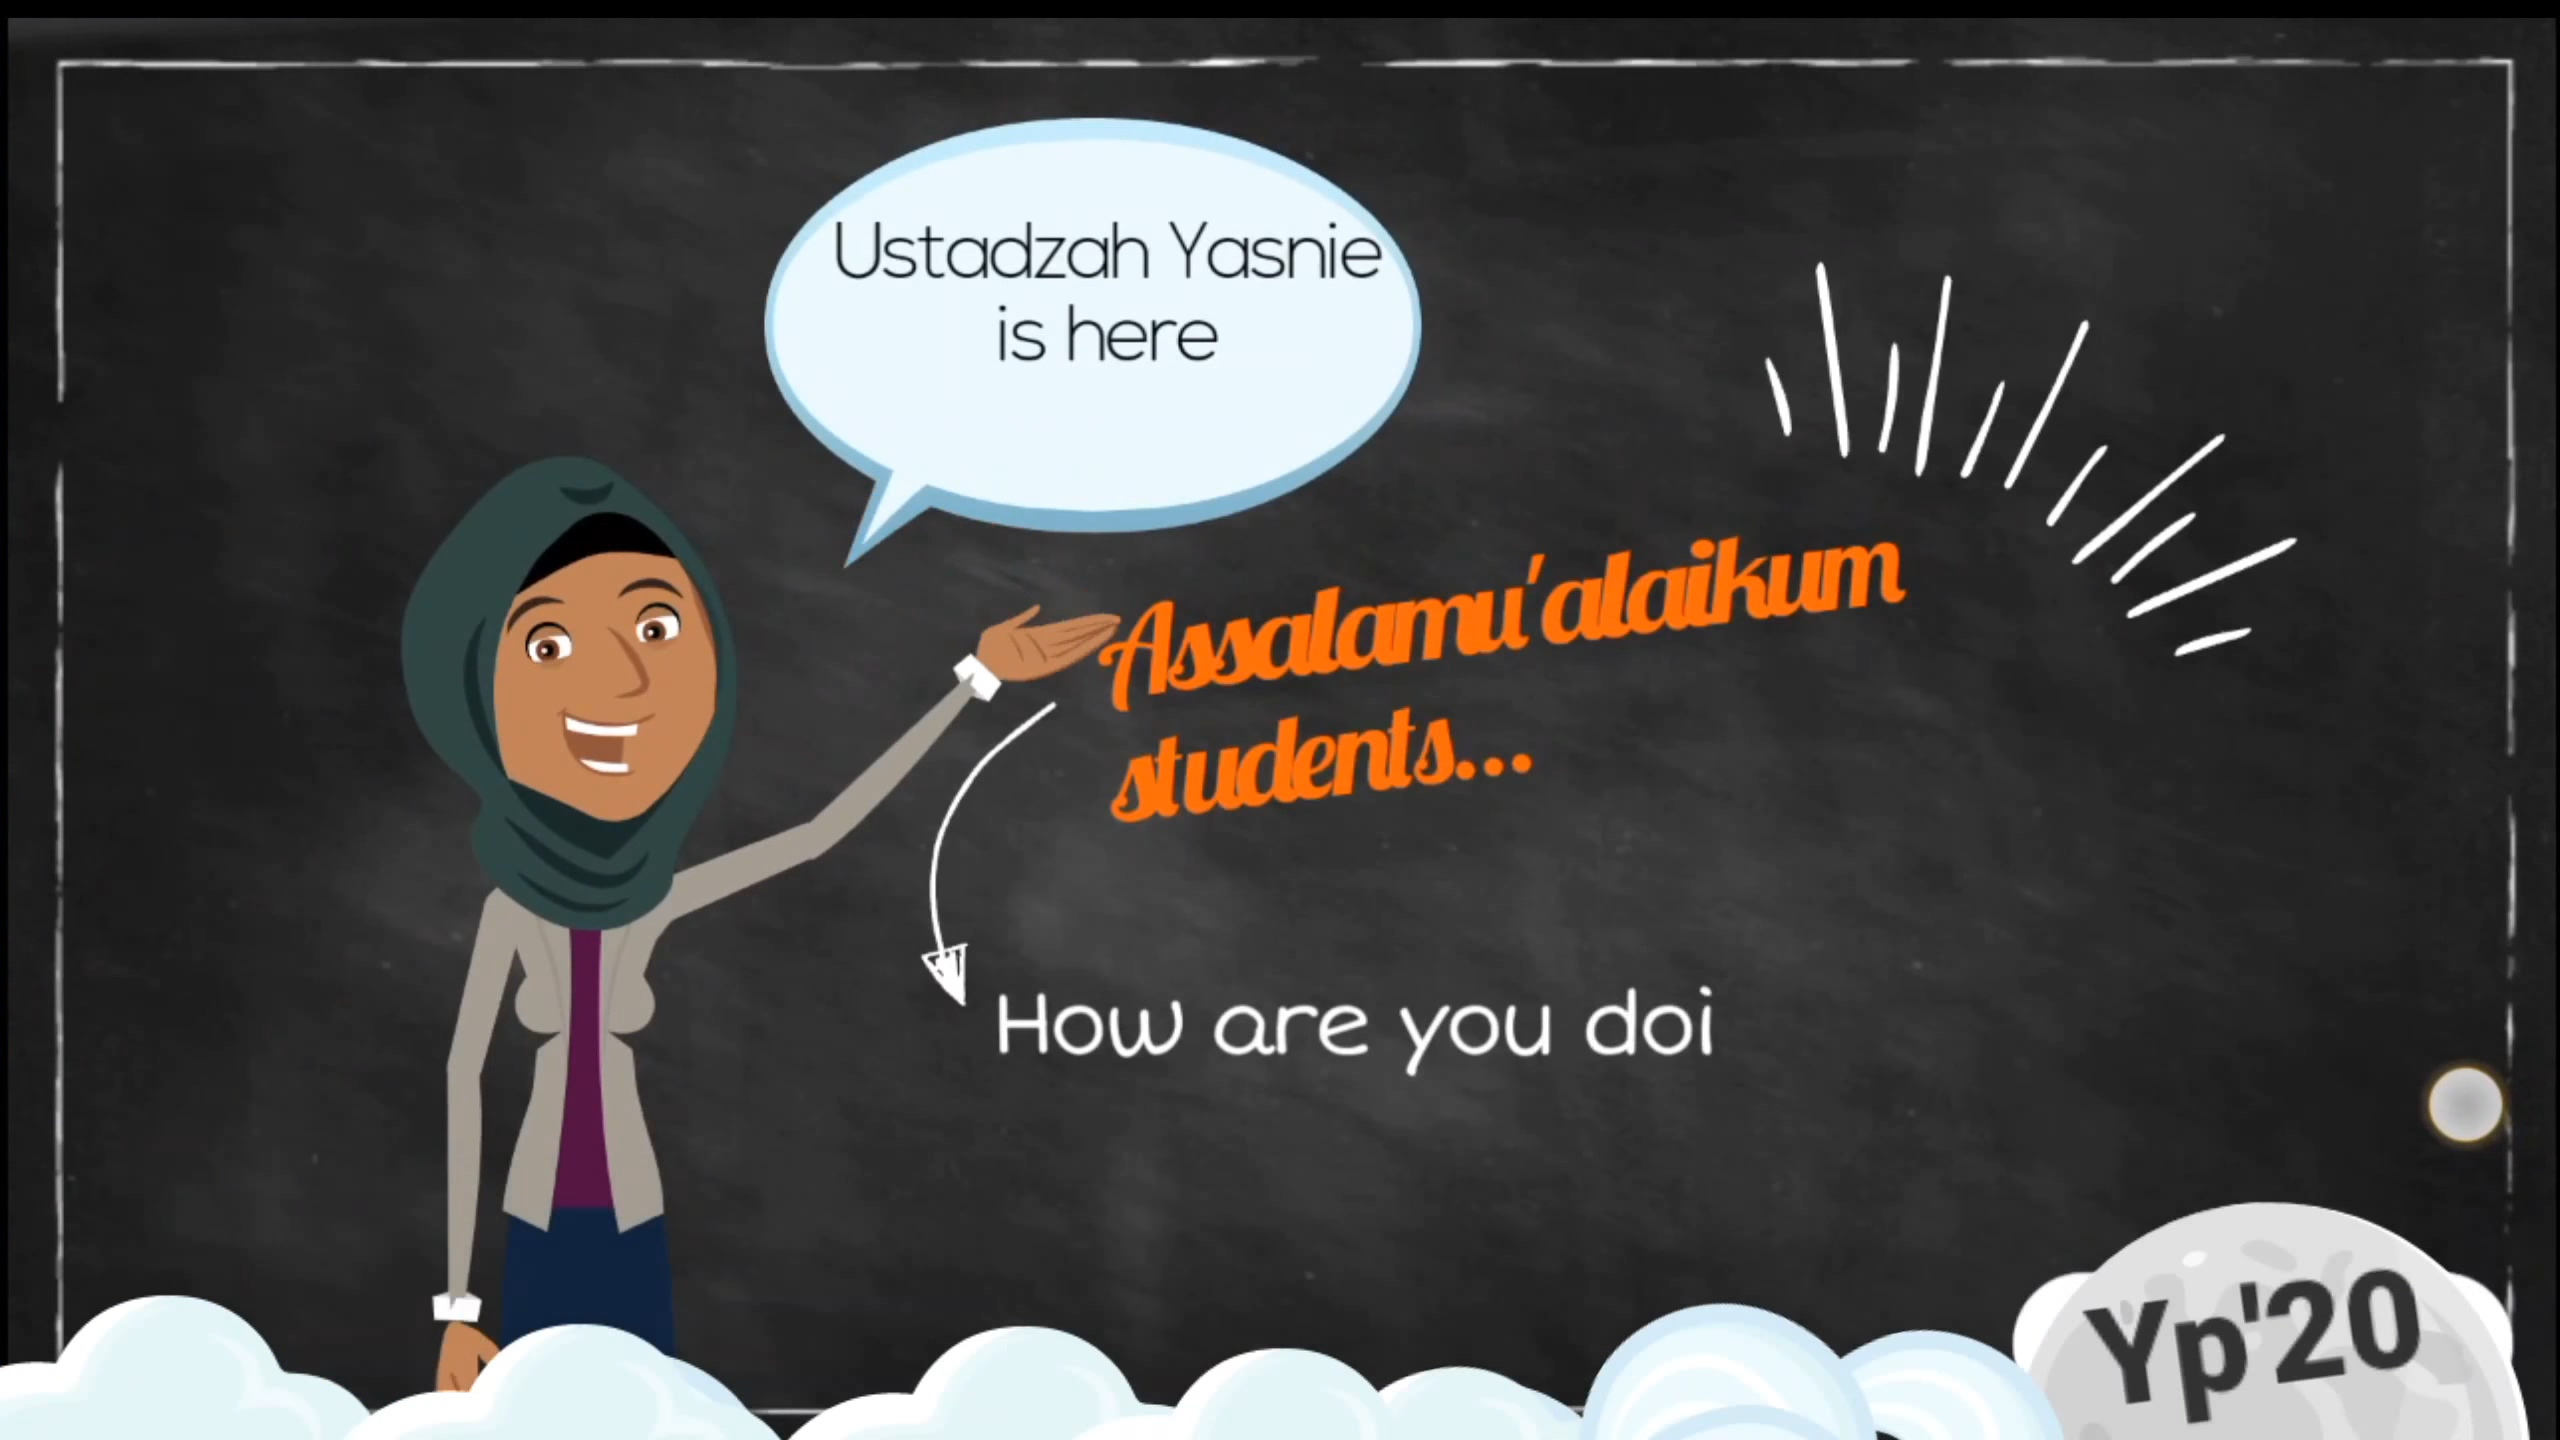 Ustadzah Yasnie
is here
Assalamu'alaikum
students...
How are you doi
Yp'20